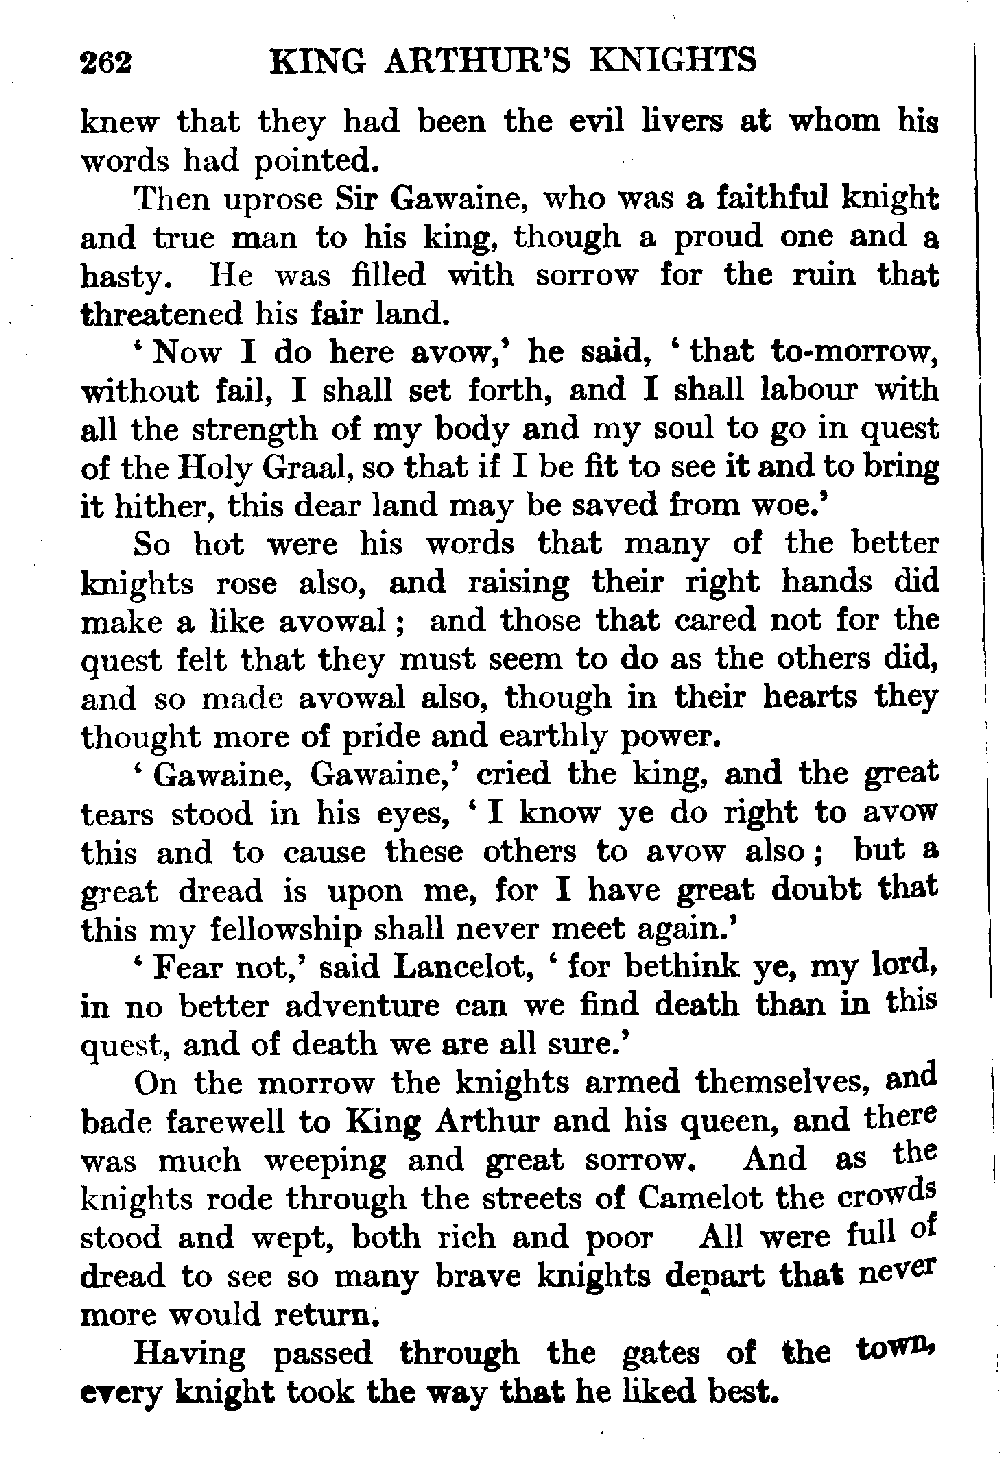 262 KING ARTHUR'S KNIGHTS
knew that they had been the evil livers at whom his
words had pointed.
Then uprose Sir Gawaine, who was a faithful knight
and true man to his king, though a proud one and a
hasty. He was filled with sorrow for the ruin that
threatened his fair land.
‘ Now I do here avow,’ he said, ‘ that to-morrow,
without fail, I shall set forth, and I shall labour with
all the strength of my body and my soul to go in quest
of the Holy Graal, so that if I be fit to see it and to bring
it hither, this dear land may be saved from woe.’
So hot were his words that many of the better
knights rose also, and raising their right hands did
make a like avowal ; and those that cared not for the
quest felt that they must seem to do as the others did,
and so made avowal also, though in their hearts they
thought more of pride and earthly power.
‘ Gawaine, Gawaine,’ cried the king, and the great
tears stood in his eyes, ‘ I know ye do right to avow
this and to cause these others to avow also ; but a
great dread is upon me, for I have great doubt that
this my fellowship shall never meet again.’
‘ Fear not,’ said Lancelot, ‘ for bethink ye, my lord,
in no better adventure can we find death than in this
quest, and of death we are all sure.’
On the morrow the knights armed themselves, and
bade farewell to King Arthur and his queen, and there
was much weeping and great sorrow. And as the
knights rode through the streets of Camelot the crowds
stood and wept, both rich and poor All were full of
dread to see so many brave knights depart that never
more would return.
Having passed through the gates of the town,
every knight took the way that he liked best.